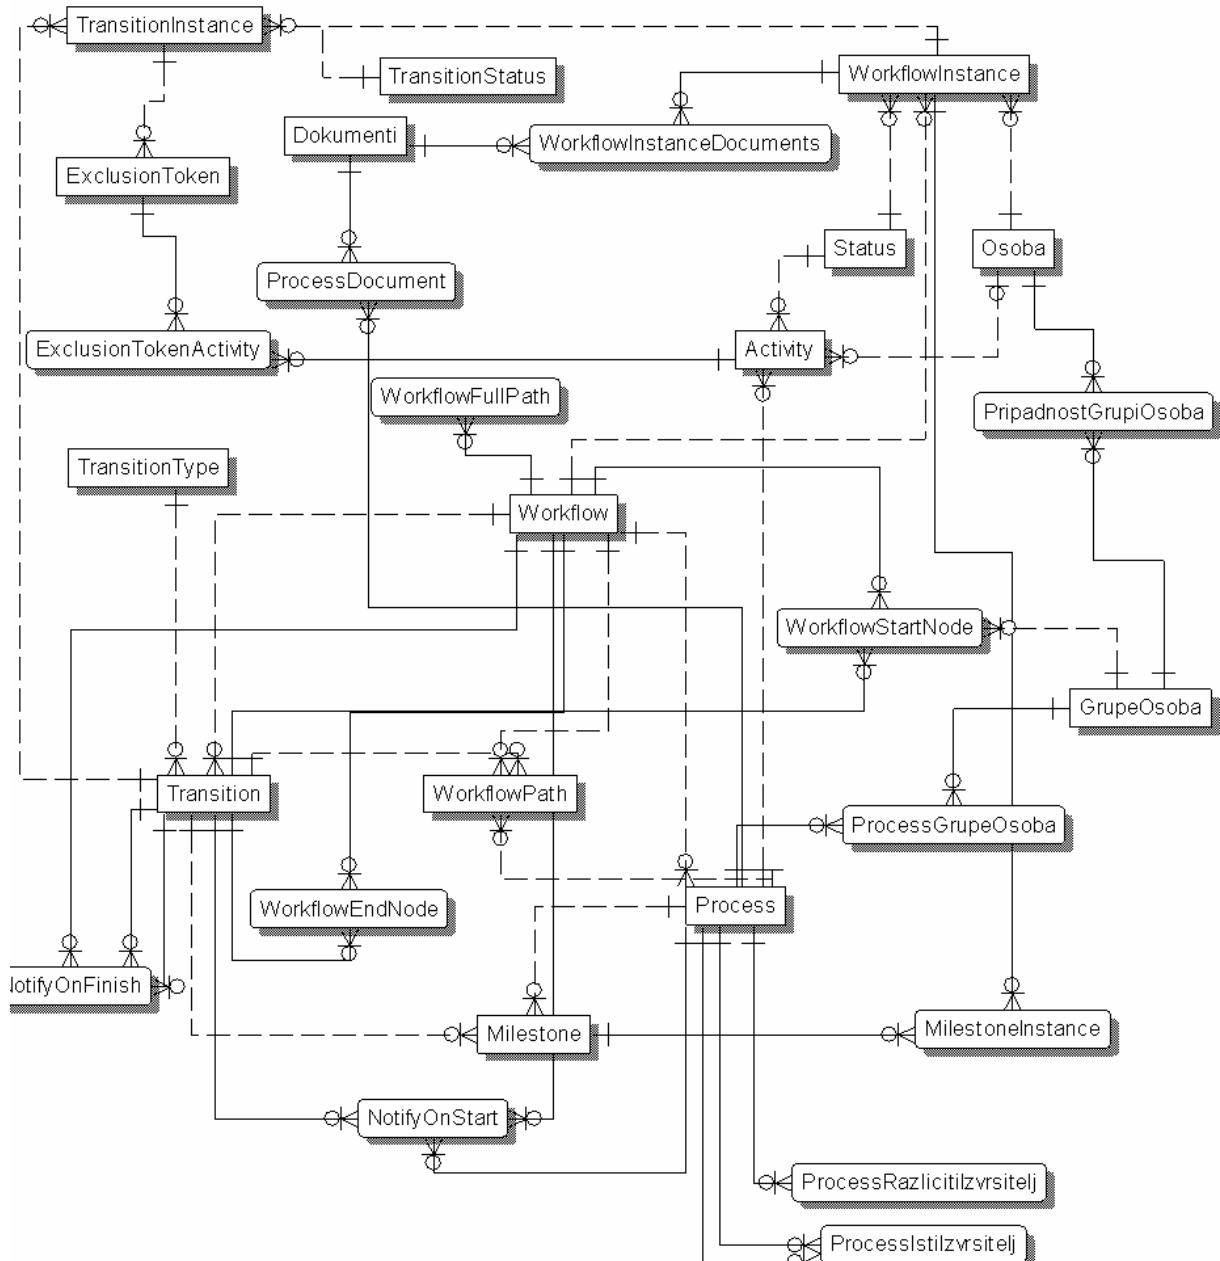 TransitionInstance
TransitionStatus
WorkflowInstance
Dokumenti
WorkflowInstanceDocuments
ExclusionToken
Status
Osoba
ProcessDocument
ExclusionTokenActivity
Activity
WorkflowFullPath
PripadnostGrupiOsoba
TransitionType
Workflow
WorkflowStartNode
GrupeOsoba
Transition
WorkflowPath
ProcessGrupeOsoba
WorkflowEndNode
Process
NotifyOnFinish
Milestone
MilestoneInstance
NotifyOnStart
ProcessRazlicitiIzvrsitelj
ProcessIstiIzvrsitelj